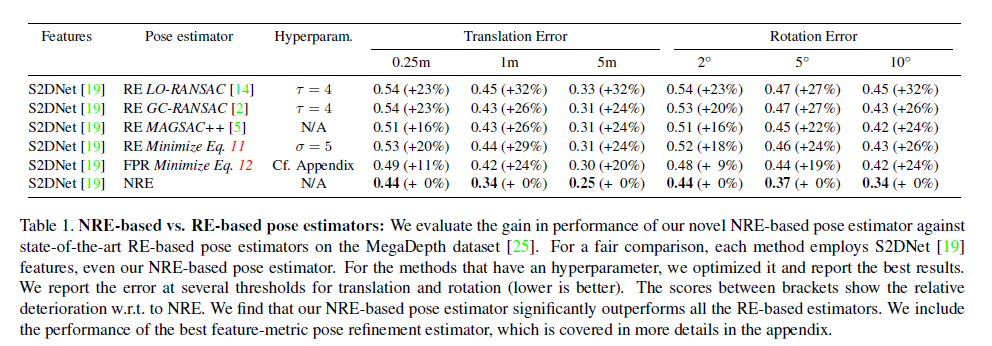 Features Pose estimator Hyperparam. Translation Error Rotation Error
0.25m 1m 5m 2° 5° 10°
S2DNet [19] RE LO-RANSAC [14] τ = 4 0.54 (+23%) 0.45 (+32%) 0.33 (+32%) 0.54 (+23%) 0.47 (+27%) 0.45 (+32%)
S2DNet [19] RE GC-RANSAC [2] τ = 4 0.54 (+23%) 0.43 (+26%) 0.31 (+24%) 0.53 (+20%) 0.47 (+27%) 0.43 (+26%)
S2DNet [19] RE MAGSAC++ [5] N/A 0.51 (+16%) 0.43 (+26%) 0.31 (+24%) 0.51 (+16%) 0.45 (+22%) 0.42 (+24%)
S2DNet [19] RE Minimize Eq. 11 σ = 5 0.53 (+20%) 0.44 (+29%) 0.31 (+24%) 0.52 (+18%) 0.46 (+24%) 0.43 (+26%)
S2DNet [19] FPR Minimize Eq. 12 Cf. Appendix 0.49 (+11%) 0.42 (+24%) 0.30 (+20%) 0.48 (+ 9%) 0.44 (+19%) 0.42 (+24%)
S2DNet [19] NRE N/A 0.44 (+ 0%) 0.34 (+ 0%) 0.25 (+ 0%) 0.44 (+ 0%) 0.37 (+ 0%) 0.34 (+ 0%)
Table 1. NRE-based vs. RE-based pose estimators: We evaluate the gain in performance of our novel NRE-based pose estimator against
state-of-the-art RE-based pose estimators on the MegaDepth dataset [25]. For a fair comparison, each method employs S2DNet [19]
features, even our NRE-based pose estimator. For the methods that have an hyperparameter, we optimized it and report the best results.
We report the error at several thresholds for translation and rotation (lower is better). The scores between brackets show the relative
deterioration w.r.t. to NRE. We find that our NRE-based pose estimator significantly outperforms all the RE-based estimators. We include
the performance of the best feature-metric pose refinement estimator, which is covered in more details in the appendix.